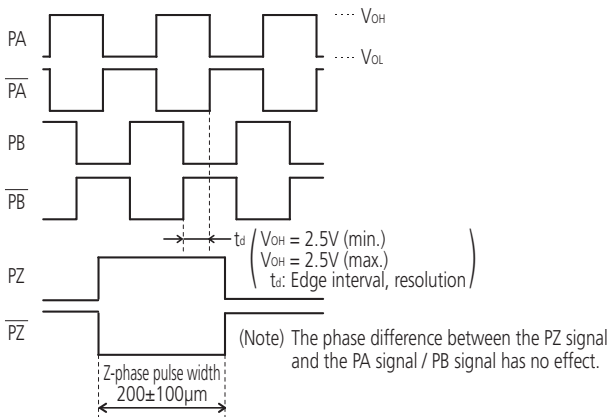 PA
···· VOH
···· VOL
PA
PB
PB
td
VOH = 2.5V (min.)
VOH = 2.5V (max.)
td: Edge interval, resolution
PZ
PZ
(Note) The phase difference between the PZ signal
and the PA signal / PB signal has no effect.
Z-phase pulse width
200±100µm